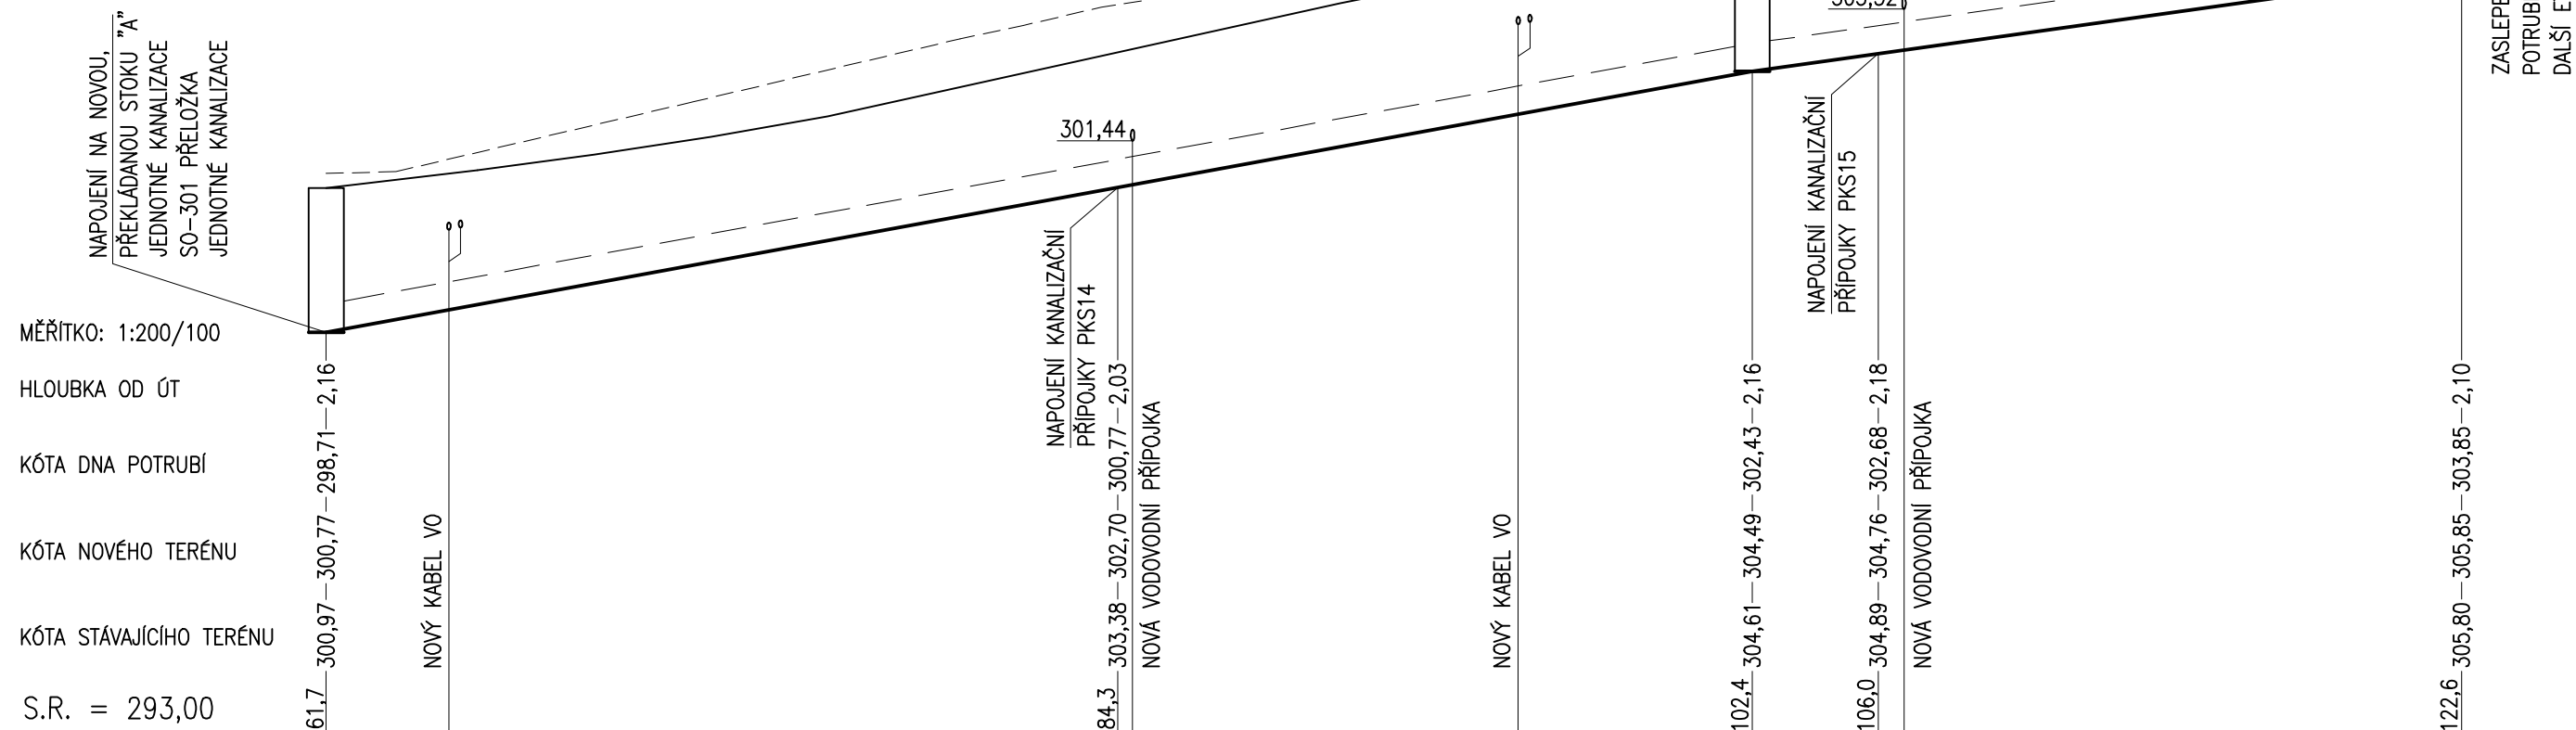 NAPOJENÍ NA NOVOU,
PŘEKLÁDANOU STOKU "A"
JEDNOTNÉ KANALIZACE
SO-301 PŘELOŽKA
JEDNOTNÉ KANALIZACE
301,44
NAPOJENÍ KANALIZAČNÍ
PŘÍPOJKY PKS14
NAPOJENÍ KANALIZAČNÍ
PŘÍPOJKY PKS15
POTRUBÍ
MĚŘÍTKO: 1:200/100
HLOUBKA OD ÚT
2,16
2,03
2,16
2,18
2,10
KÓTA DNA POTRUBÍ
298,71
300,77
302,43
302,68
303,85
KÓTA NOVÉHO TERÉNU
300,77
302,70
304,49
304,76
305,85
KÓTA STÁVAJÍCÍHO TERÉNU
300,97
303,38
304,61
304,89
305,80
NOVÝ KABEL VO
NOVÁ VODOVODNÍ PŘÍPOJKA
NOVÝ KABEL VO
NOVÁ VODOVODNÍ PŘÍPOJKA
S.R. = 293,00
61,7
84,3
102,4
106,0
122,6